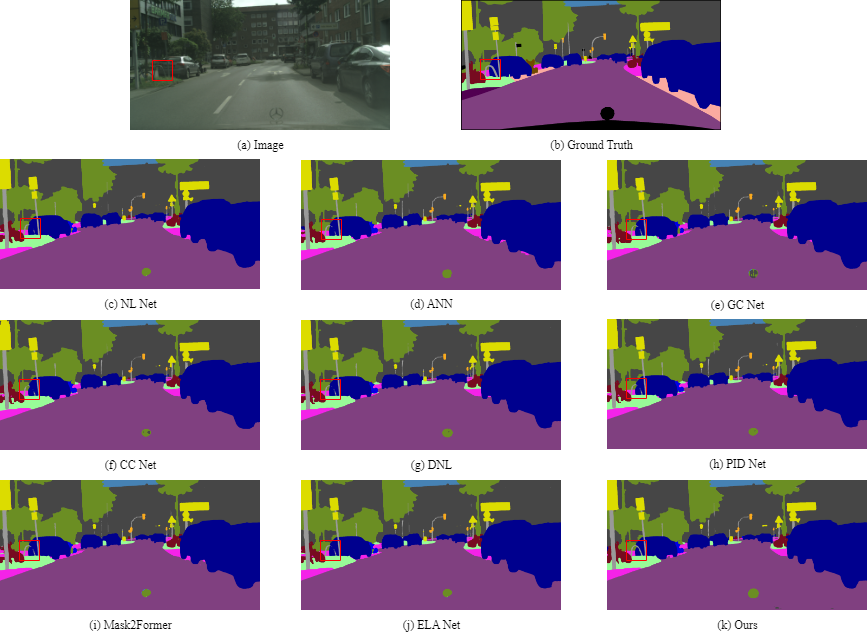 (a) Image
(b) Ground Truth
(c) NL Net
(d) ANN
(e) GC Net
(f) CC Net
(g) DNL
(h) PID Net
(i) Mask2Former
(j) ELA Net
(k) Ours